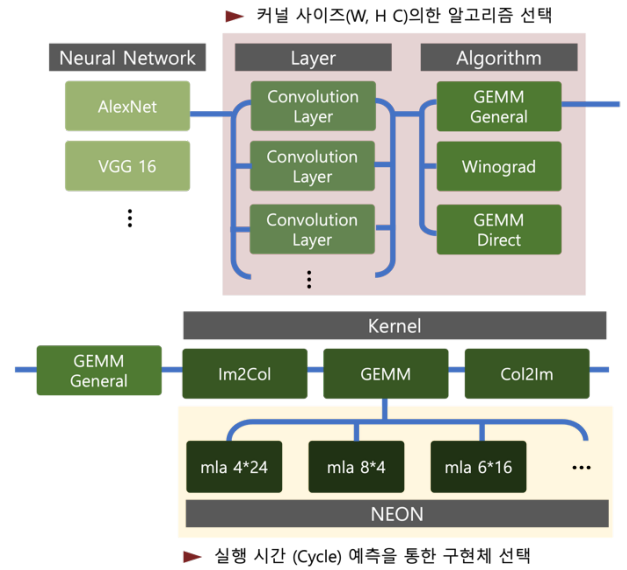 ► 커널 사이즈(W, H C)의한 알고리즘 선택
Neural Network
Layer
Algorithm
AlexNet
VGG 16
⋮
Convolution
Layer
Convolution
Layer
Convolution
Layer
⋮
GEMM
General
Winograd
GEMM
Direct
Kernel
GEMM
General
Im2Col
GEMM
Col2Im
mla 4*24
mla 8*4
mla 6*16
...
NEON
► 실행 시간 (Cycle) 예측을 통한 구현체 선택